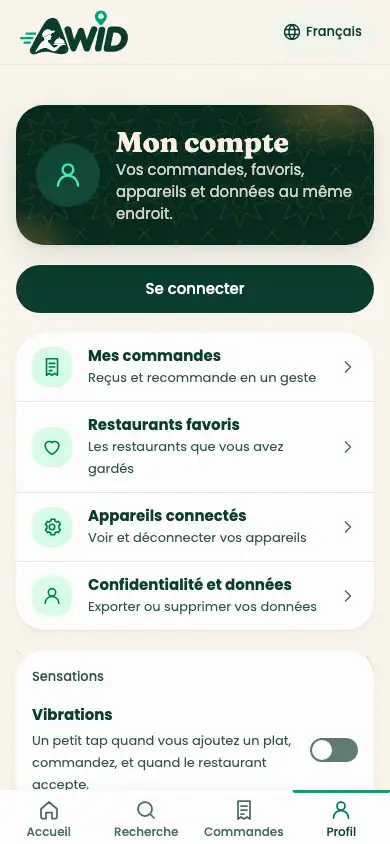 AWiD
Français
Mon compte
Vos commandes, favoris,
appareils et données au même
endroit.
Se connecter
Mes commandes
Reçus et recommande en un geste
Restaurants favoris
Les restaurants que vous avez
gardés
Appareils connectés
Voir et déconnecter vos appareils
Confidentialité et données
Exporter ou supprimer vos données
Sensations
Vibrations
Un petit tap quand vous ajoutez un plat,
commandez, et quand le restaurant
accepte.
Accueil
Recherche
Commandes
Profil